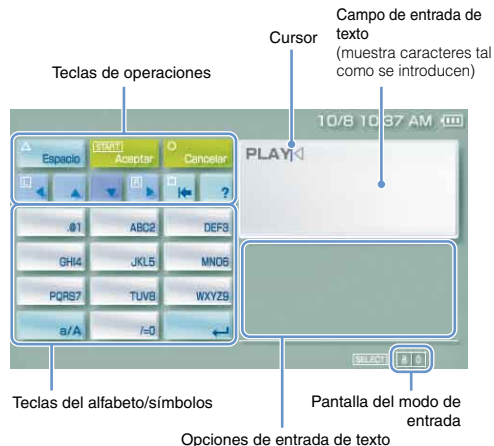 Campo de entrada de
texto
(muestra caracteres tal
como se introducen)
Cursor
Teclas de operaciones
10/8 10:37 AM
△ Espacio
START Aceptar
○ Cancelar
PLAY
L
R
?
.@1
ABC2
DEF3
GHI4
JKL5
MNO6
PQRS7
TUV8
WXYZ9
a/A
/=0
SELECT a 0
Teclas del alfabeto/símbolos
Pantalla del modo de
entrada
Opciones de entrada de texto